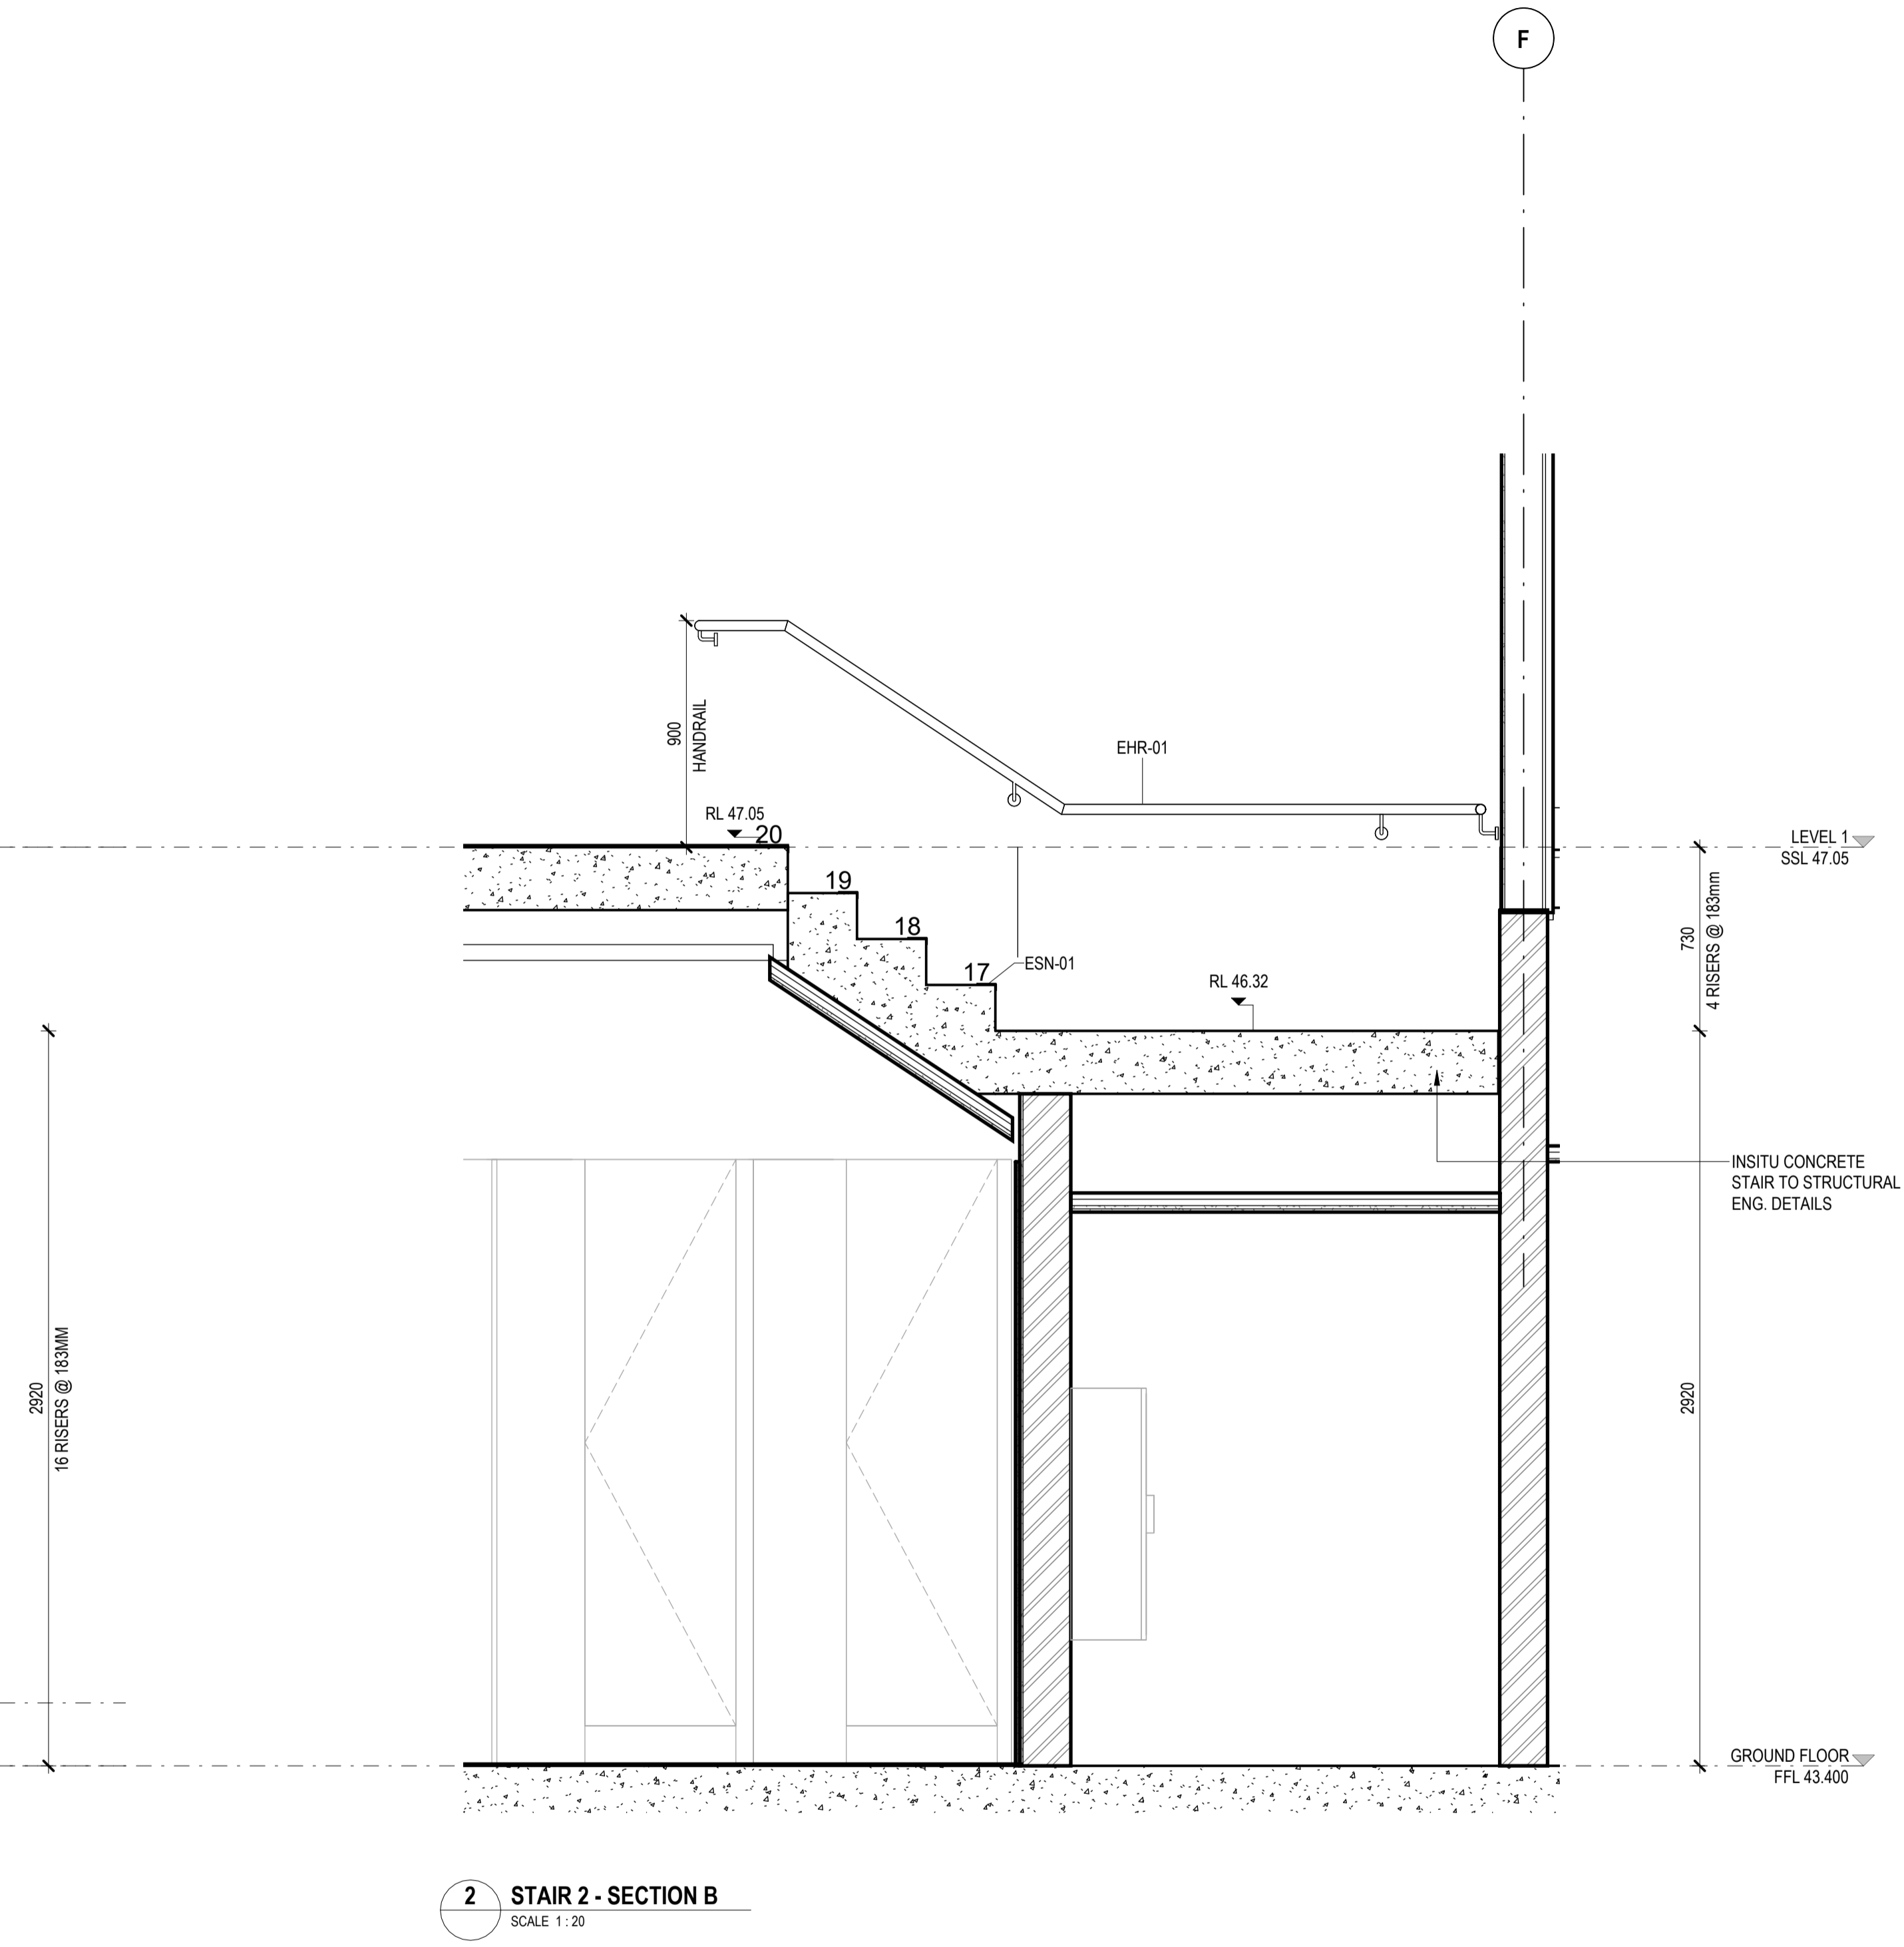 F
900
HANDRAIL
EHR-01
RL 47.05
20
LEVEL 1
SSL 47.05
19
18
17
ESN-01
RL 46.32
730
4 RISERS @ 183mm
INSITU CONCRETE
STAIR TO STRUCTURAL
ENG. DETAILS
2920
16 RISERS @ 183MM
2920
GROUND FLOOR
FFL 43.400
2
STAIR 2 - SECTION B
SCALE 1 : 20